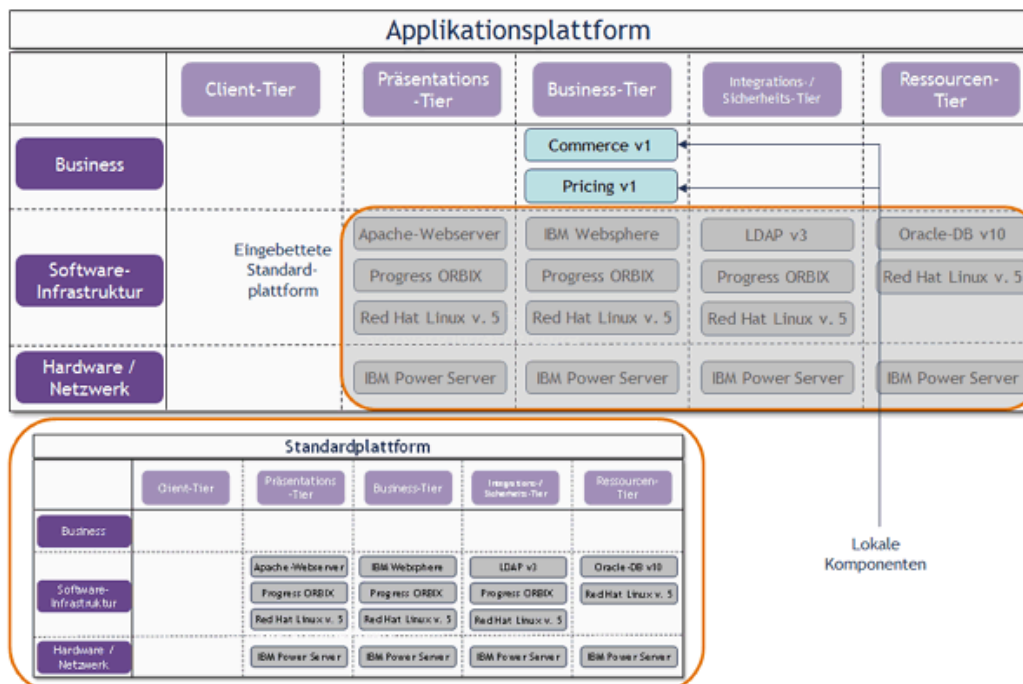 Applikationsplattform
Client-Tier
Präsentations
-Tier
Business-Tier
Integrations-/
Sicherheits-Tier
Ressourcen-
Tier
Business
Commerce v1
Pricing v1
Software-
Infrastruktur
Eingebettete
Standard-
plattform
Apache-Webserver
IBM Websphere
LDAP v3
Oracle-DB v10
Progress ORBIX
Progress ORBIX
Progress ORBIX
Red Hat Linux v. 5
Red Hat Linux v. 5
Red Hat Linux v. 5
Red Hat Linux v. 5
Hardware /
Netzwerk
IBM Power Server
IBM Power Server
IBM Power Server
IBM Power Server
Standardplattform
Client-Tier
Präsentations
-Tier
Business-Tier
Integrations-/
Sicherheits-Tier
Ressourcen-
Tier
Business
Software-
Infrastruktur
Apache-Webserver
IBM Websphere
LDAP v3
Oracle-DB v10
Progress ORBIX
Progress ORBIX
Progress ORBIX
Red Hat Linux v. 5
Red Hat Linux v. 5
Red Hat Linux v. 5
Red Hat Linux v. 5
Hardware /
Netzwerk
IBM Power Server
IBM Power Server
IBM Power Server
IBM Power Server
Lokale
Komponenten